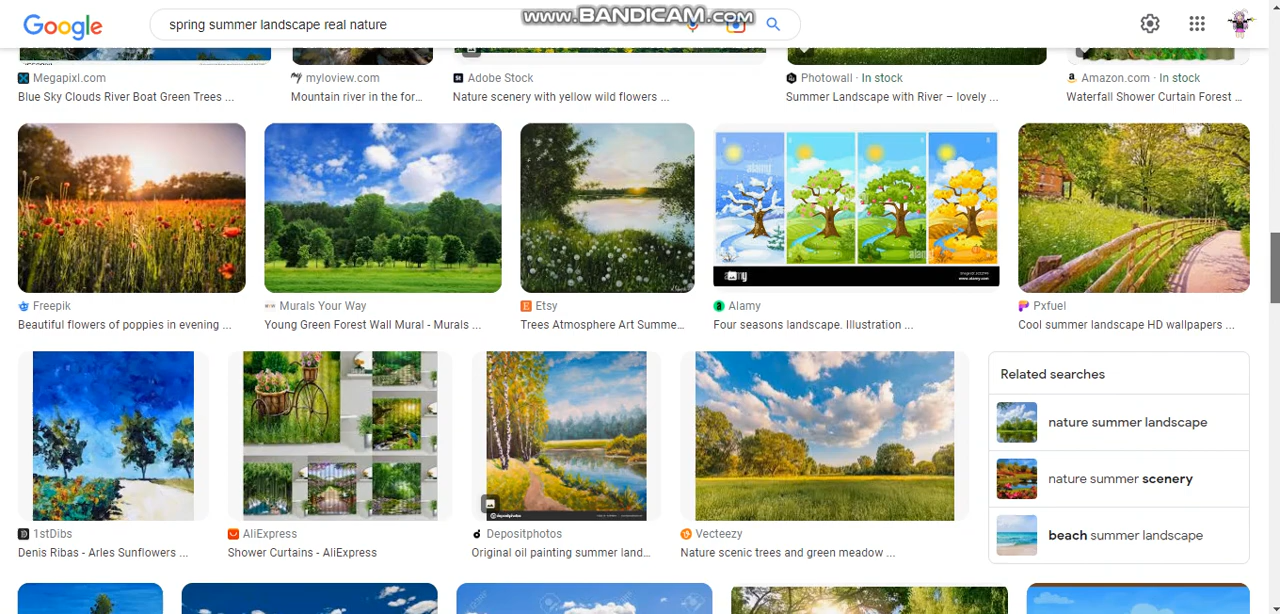 www.BANDICAM.com
Google
spring summer landscape real nature
Megapixl.com
Blue Sky Clouds River Boat Green Trees ...
myloview.com
Mountain river in the for...
Adobe Stock
Nature scenery with yellow wild flowers ...
Photowall · In stock
Summer Landscape with River – lovely ...
Amazon.com · In stock
Waterfall Shower Curtain Forest ...
alamy
alamy
Freepik
Beautiful flowers of poppies in evening ...
Murals Your Way
Young Green Forest Wall Mural - Murals ...
Etsy
Trees Atmosphere Art Summe...
Alamy
Four seasons landscape. Illustration ...
Pxfuel
Cool summer landscape HD wallpapers ...
depositphotos
1stDibs
Denis Ribas - Arles Sunflowers ...
AliExpress
Shower Curtains - AliExpress
Depositphotos
Original oil painting summer land...
Vecteezy
Nature scenic trees and green meadow ...
Related searches
nature summer landscape
nature summer scenery
beach summer landscape